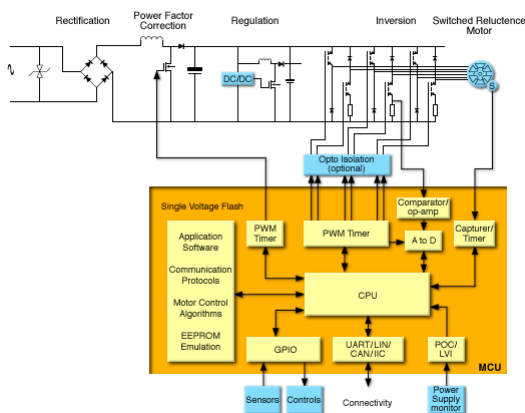 Rectification
Power Factor
Correction
Regulation
Inversion
Switched Reluctence
Motor
DC/DC
S
Opto Isolation
(optional)
Single Voltage Flash
Comparator/
op-amp
Application
Software
Communication
Protocols
Motor Control
Algorithms
EEPROM
Emulation
PWM
Timer
PWM Timer
A to D
Capturer/
Timer
CPU
GPIO
UART/LIN/
CAN/IIC
POC/
LVI
MCU
Sensors
Controls
Connectivity
Power
Supply
monitor